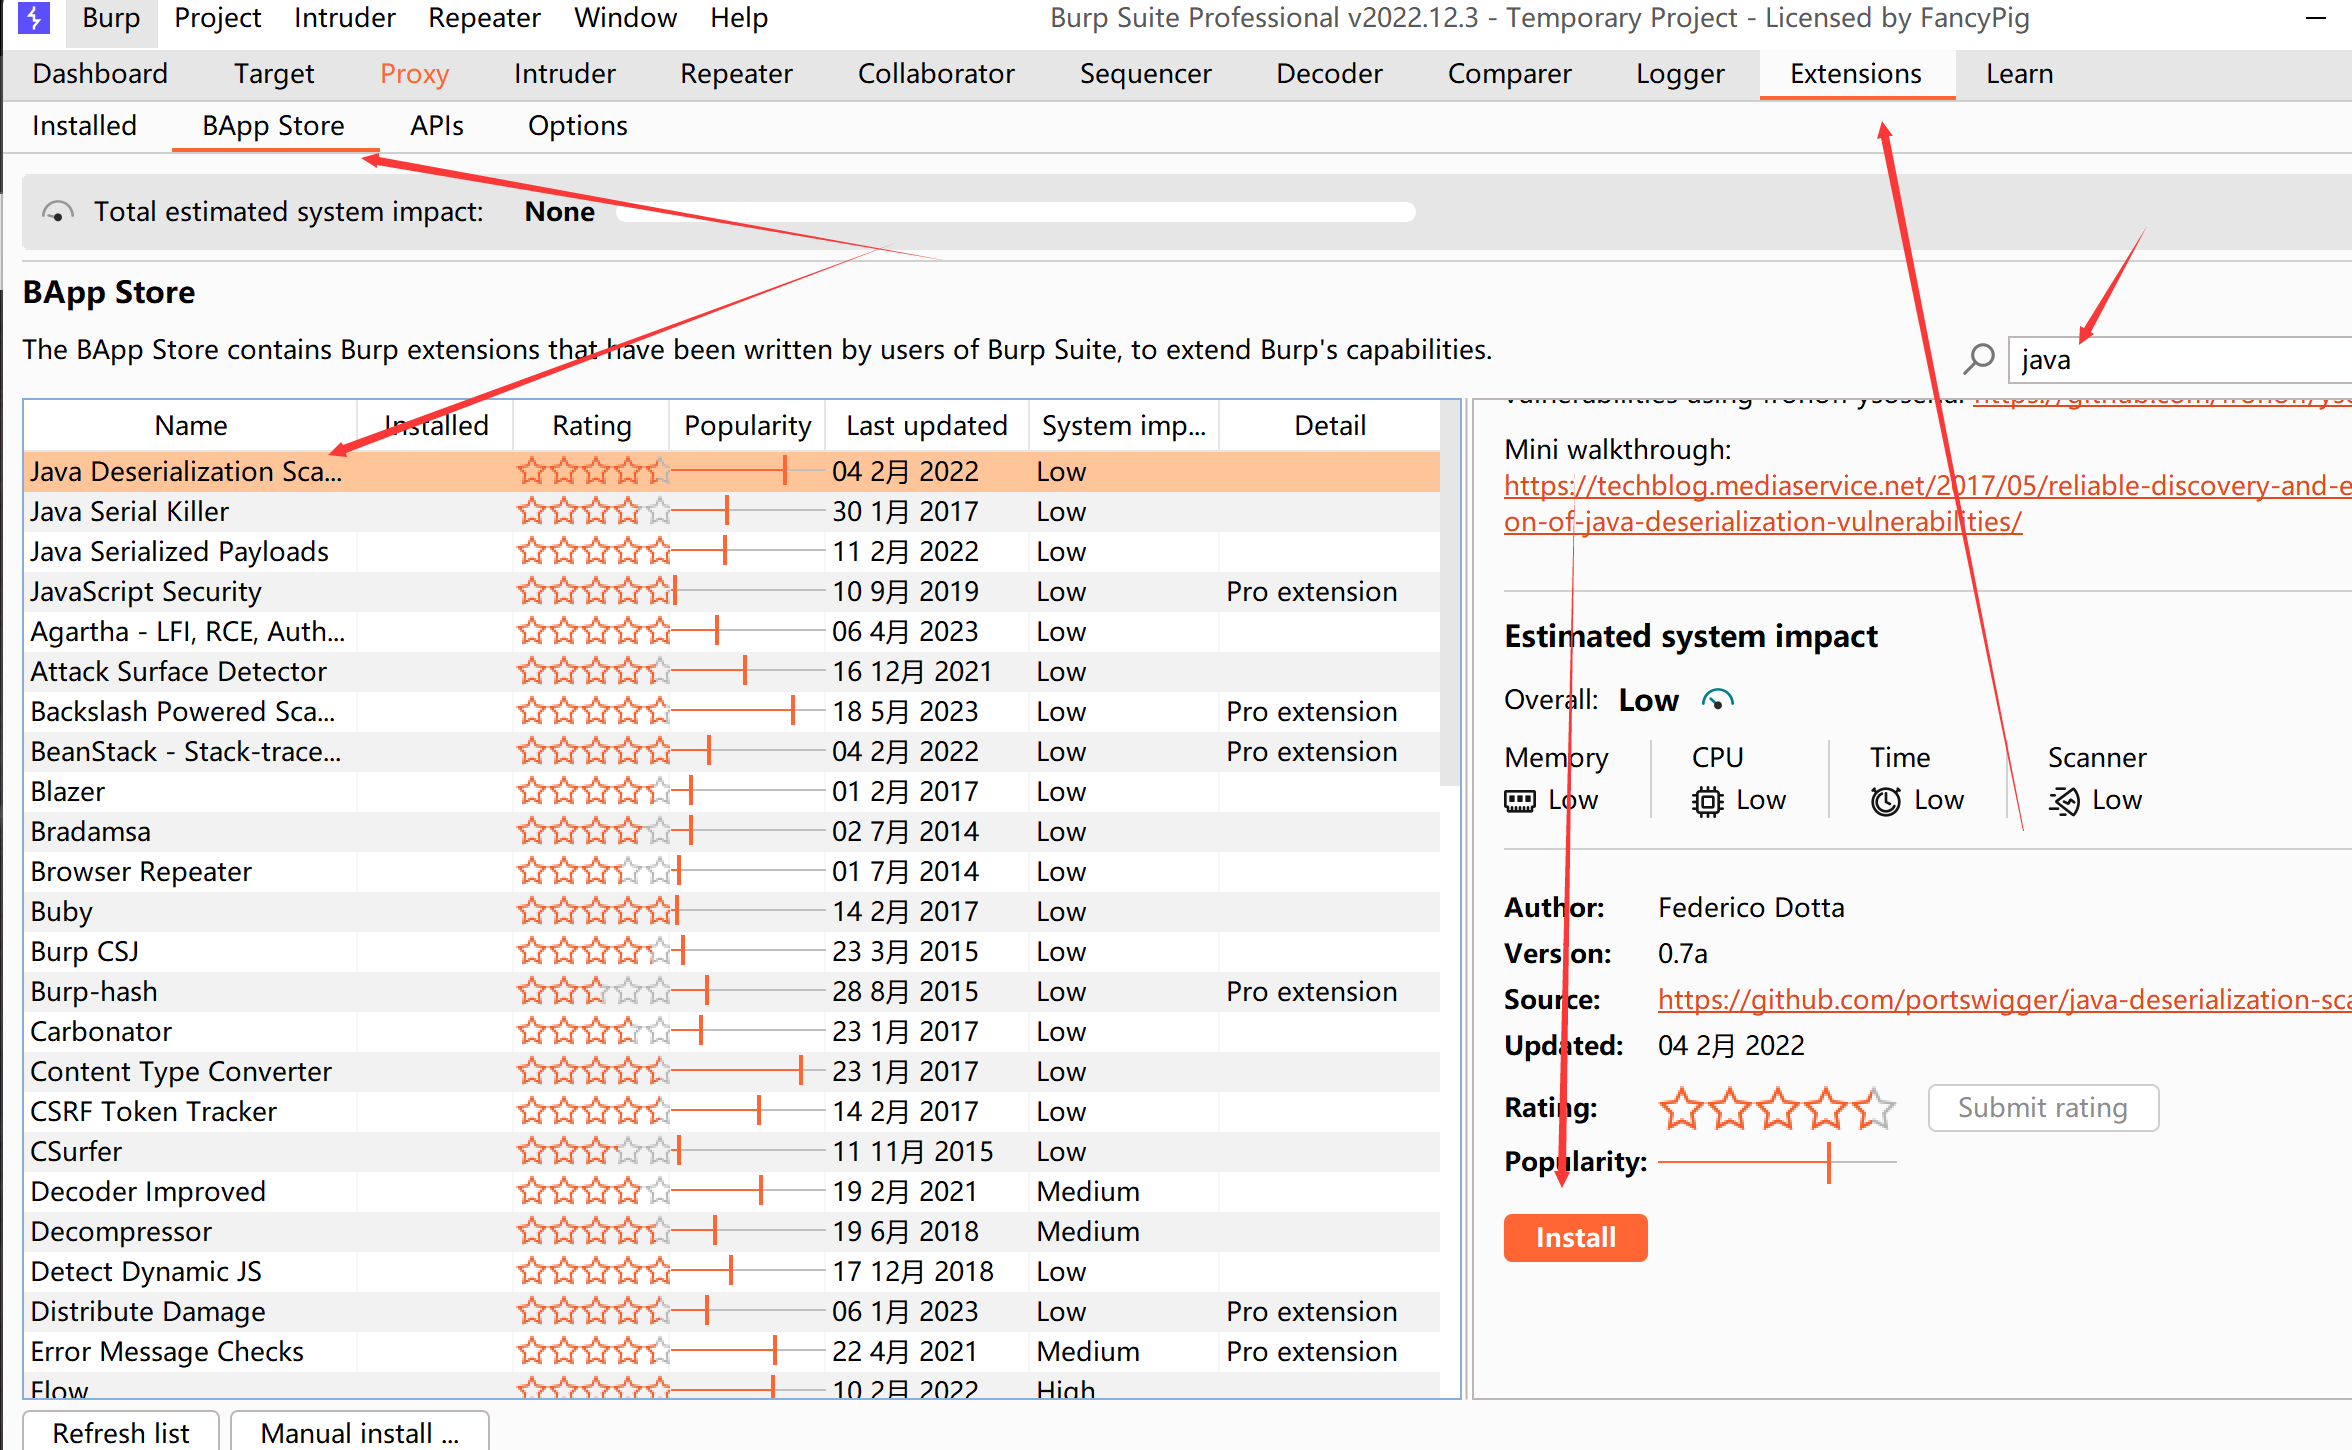 Burp Project Intruder Repeater Window Help Burp Suite Professional v2022.12.3 - Temporary Project - Licensed by FancyPig
Dashboard Target Proxy Intruder Repeater Collaborator Sequencer Decoder Comparer Logger Extensions Learn
Installed BApp Store APIs Options
Total estimated system impact: None
BApp Store
The BApp Store contains Burp extensions that have been written by users of Burp Suite, to extend Burp's capabilities.
java
Name Installed Rating Popularity Last updated System imp... Detail
Java Deserialization Sca... 04 2月 2022 Low
Java Serial Killer 30 1月 2017 Low
Java Serialized Payloads 11 2月 2022 Low
JavaScript Security 10 9月 2019 Low Pro extension
Agartha - LFI, RCE, Auth... 06 4月 2023 Low
Attack Surface Detector 16 12月 2021 Low
Backslash Powered Sca... 18 5月 2023 Low Pro extension
BeanStack - Stack-trace... 04 2月 2022 Low Pro extension
Blazer 01 2月 2017 Low
Bradamsa 02 7月 2014 Low
Browser Repeater 01 7月 2014 Low
Buby 14 2月 2017 Low
Burp CSJ 23 3月 2015 Low
Burp-hash 28 8月 2015 Low Pro extension
Carbonator 23 1月 2017 Low
Content Type Converter 23 1月 2017 Low
CSRF Token Tracker 14 2月 2017 Low
CSurfer 11 11月 2015 Low
Decoder Improved 19 2月 2021 Medium
Decompressor 19 6月 2018 Medium
Detect Dynamic JS 17 12月 2018 Low
Distribute Damage 06 1月 2023 Low Pro extension
Error Message Checks 22 4月 2021 Medium Pro extension
Flow 10 2月 2022 High
Refresh list Manual install ...
vulnerabilities using
Mini walkthrough:
https://techblog.mediaservice.net/2017/05/reliable-discovery-and-e
on-of-java-deserialization-vulnerabilities/
Estimated system impact
Overall: Low
Memory CPU Time Scanner
Low Low Low Low
Author: Federico Dotta
Version: 0.7a
Source: https://github.com/portswigger/java-deserialization-sca
Updated: 04 2月 2022
Rating: Submit rating
Popularity:
Install